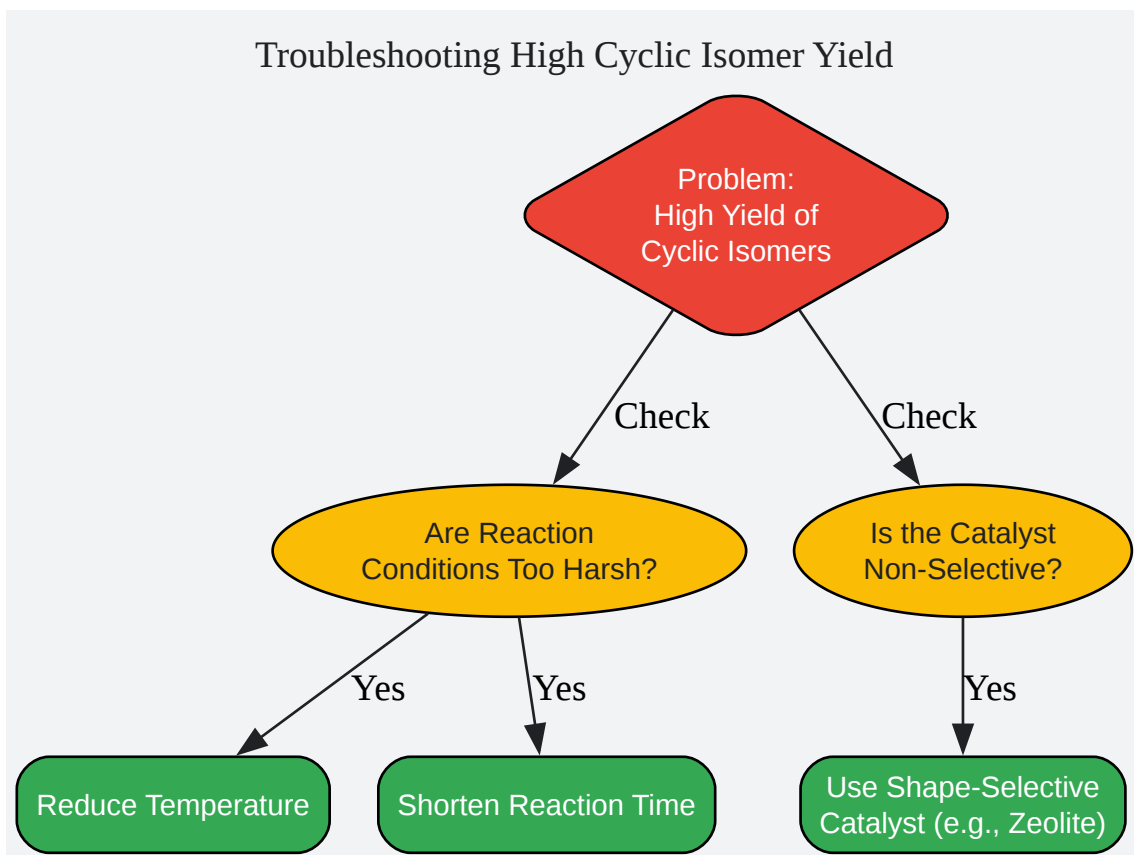 Troubleshooting High Cyclic Isomer Yield
Problem:
High Yield of
Cyclic Isomers
Check
Check
Are Reaction
Conditions Too Harsh?
Is the Catalyst
Non-Selective?
Yes
Yes
Yes
Reduce Temperature
Shorten Reaction Time
Use Shape-Selective
Catalyst (e.g., Zeolite)